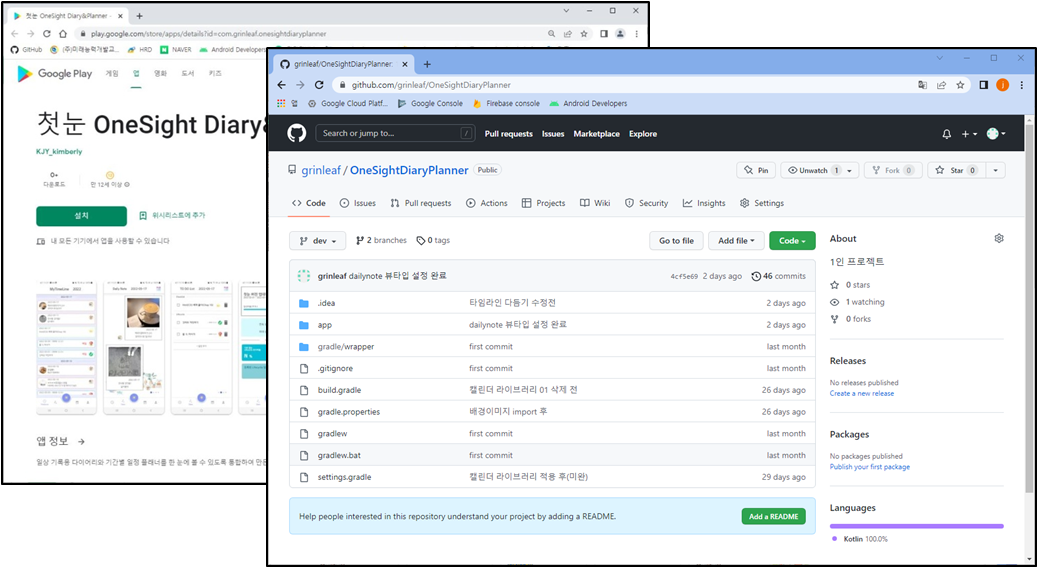 첫눈 OneSight Diary&Planner -
play.google.com/store/apps/details?id=com.grinleaf.onesightdiaryplanner
GitHub (주)미래능력개발교... HRD NAVER Android Developers
Google Play 게임 앱 영화 도서 키즈
첫눈 OneSight Diary&
KJY_kimberly
0+
다운로드
만 12세 이상
설치 위시리스트에 추가
내 모든 기기에서 앱을 사용할 수 있습니다
앱 정보 →
일상 기록용 다이어리와 기간별 일정 플래너를 한 눈에 볼 수 있도록 통합하여 만든
grinleaf/OneSightDiaryPlanner:
github.com/grinleaf/OneSightDiaryPlanner
앱 Google Cloud Platf... Google Console Firebase console Android Developers
Search or jump to... / Pull requests Issues Marketplace Explore
grinleaf / OneSightDiaryPlanner Public
Pin Unwatch 1 Fork 0 Star 0
Code Issues Pull requests Actions Projects Wiki Security Insights Settings
dev 2 branches 0 tags Go to file Add file Code
grinleaf dailynote 뷰타입 설정 완료 4cf5e69 2 days ago 46 commits
.idea 타임라인 다듬기 수정전 2 days ago
app dailynote 뷰타입 설정 완료 2 days ago
gradle/wrapper first commit last month
.gitignore first commit last month
build.gradle 캘린더 라이브러리 01 삭제 전 26 days ago
gradle.properties 배경이미지 import 후 26 days ago
gradlew first commit last month
gradlew.bat first commit last month
settings.gradle 캘린더 라이브러리 적용 후(미완) 29 days ago
Help people interested in this repository understand your project by adding a README. Add a README
About
1인 프로젝트
0 stars
1 watching
0 forks
Releases
No releases published
Create a new release
Packages
No packages published
Publish your first package
Languages
Kotlin 100.0%